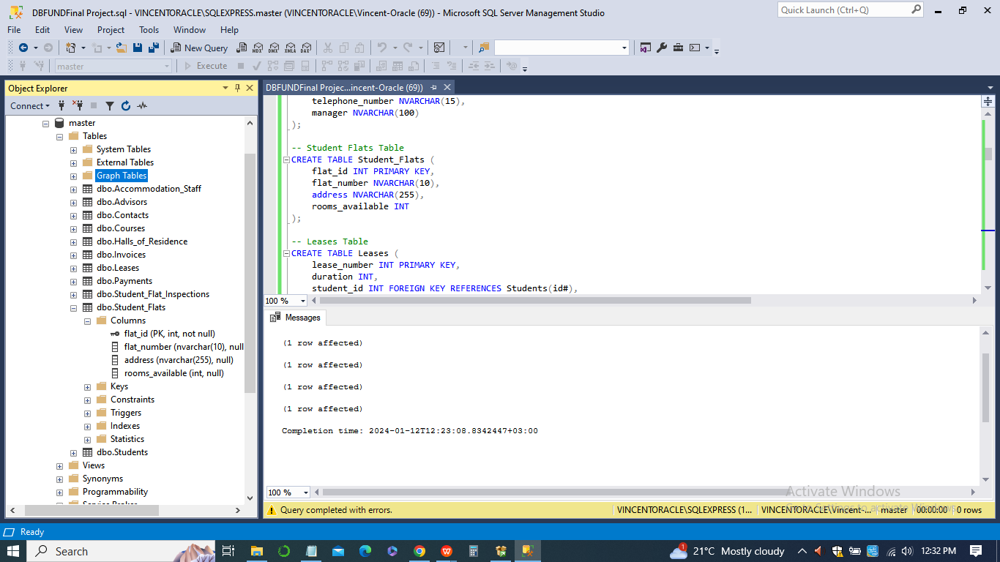 DBFUNDFinal Project.sql - VINCENTORACLE\SQLEXPRESS.master (VINCENTORACLE\Vincent-Oracle (69)) - Microsoft SQL Server Management Studio
Quick Launch (Ctrl+Q)
File Edit View Project Tools Window Help
New Query MDX DMX XMLA DAX
master Execute
Object Explorer
Connect
master
Tables
System Tables
External Tables
Graph Tables
dbo.Accommodation_Staff
dbo.Advisors
dbo.Contacts
dbo.Courses
dbo.Halls_of_Residence
dbo.Invoices
dbo.Leases
dbo.Payments
dbo.Student_Flat_Inspections
dbo.Student_Flats
Columns
flat_id (PK, int, not null)
flat_number (nvarchar(10), null
address (nvarchar(255), null)
rooms_available (int, null)
Keys
Constraints
Triggers
Indexes
Statistics
dbo.Students
Views
Synonyms
Programmability
Service Broker
DBFUNDFinal Projec...incent-Oracle (69))
telephone_number NVARCHAR(15),
manager NVARCHAR(100)
);
-- Student Flats Table
CREATE TABLE Student_Flats (
flat_id INT PRIMARY KEY,
flat_number NVARCHAR(10),
address NVARCHAR(255),
rooms_available INT
);
-- Leases Table
CREATE TABLE Leases (
lease_number INT PRIMARY KEY,
duration INT,
student_id INT FOREIGN KEY REFERENCES Students(id#),
100 %
Messages
(1 row affected)
(1 row affected)
(1 row affected)
(1 row affected)
Completion time: 2024-01-12T12:23:08.8342447+03:00
100 %
Activate Windows
Go to Settings to activate Windows.
Query completed with errors.
VINCENTORACLE\SQLEXPRESS (1... VINCENTORACLE\Vincent-... master 00:00:00 0 rows
Ready
Search
1
21°C Mostly cloudy
12:32 PM